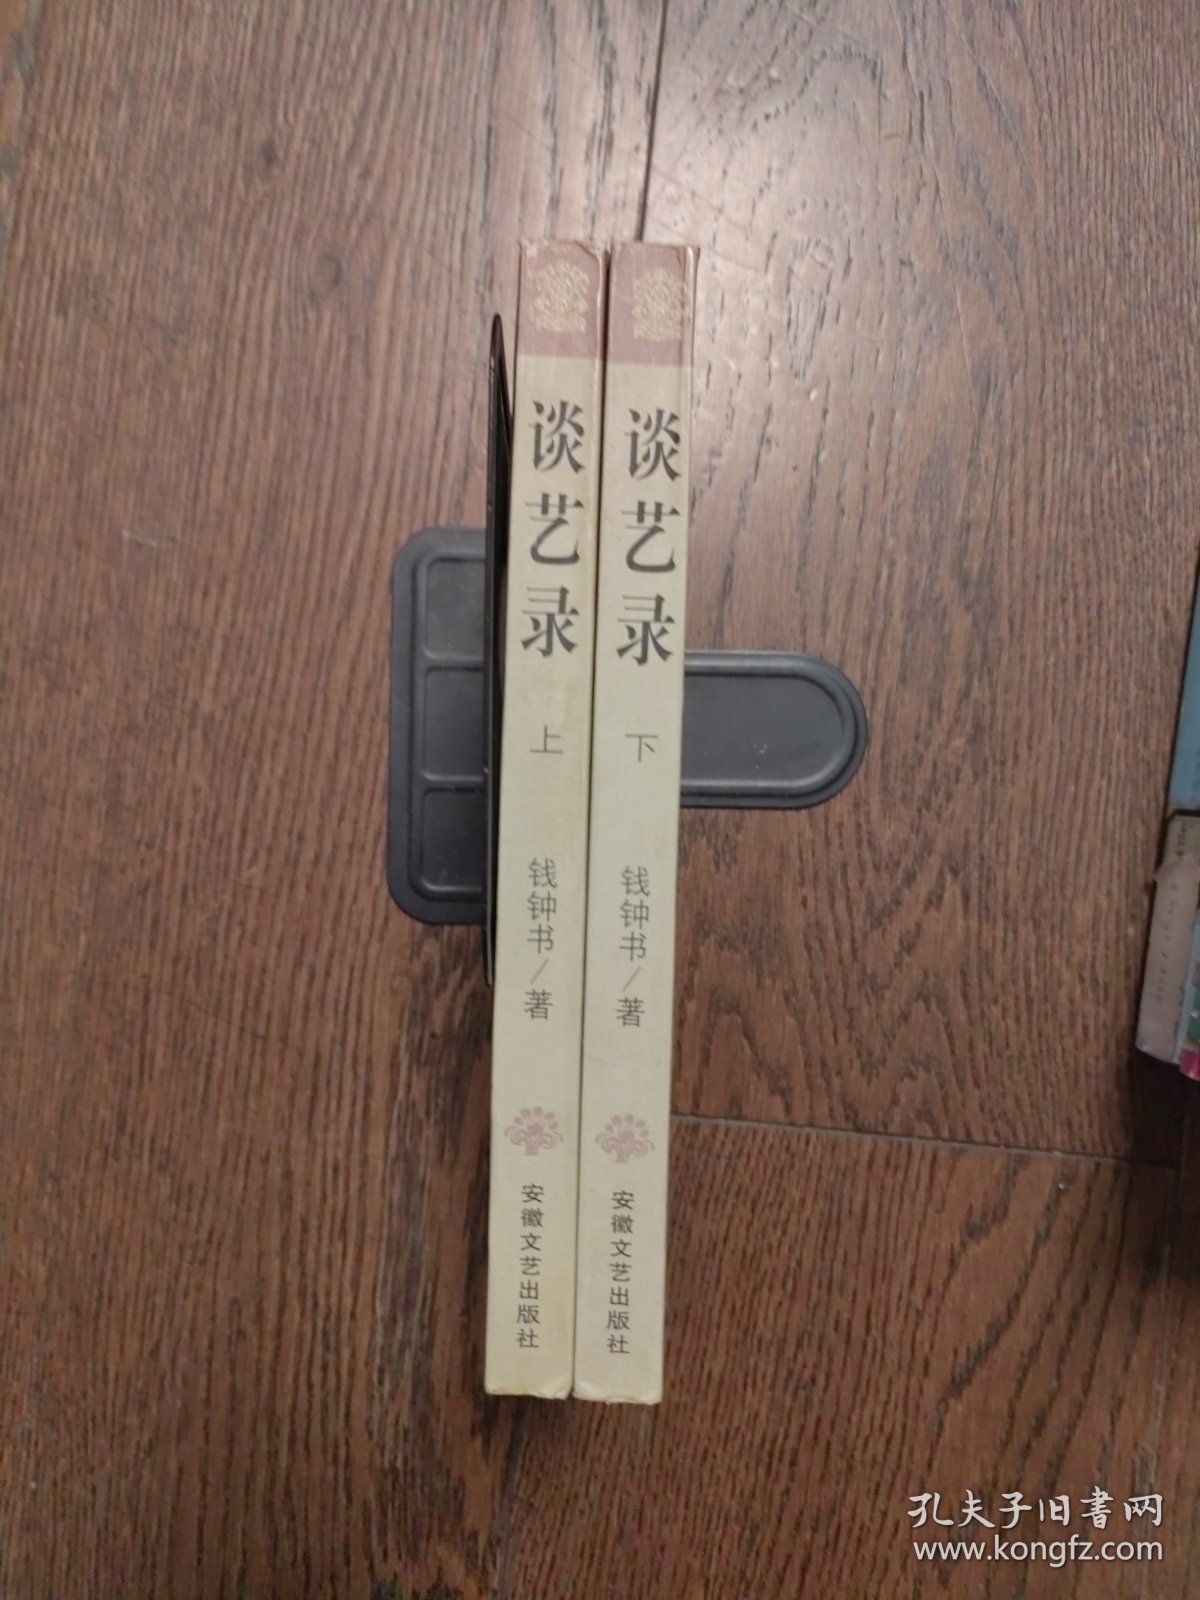 谈艺录
上
钱钟书/著
安徽文艺出版社
谈艺录
下
钱钟书/著
安徽文艺出版社
孔夫子旧書网
www.kongfz.com